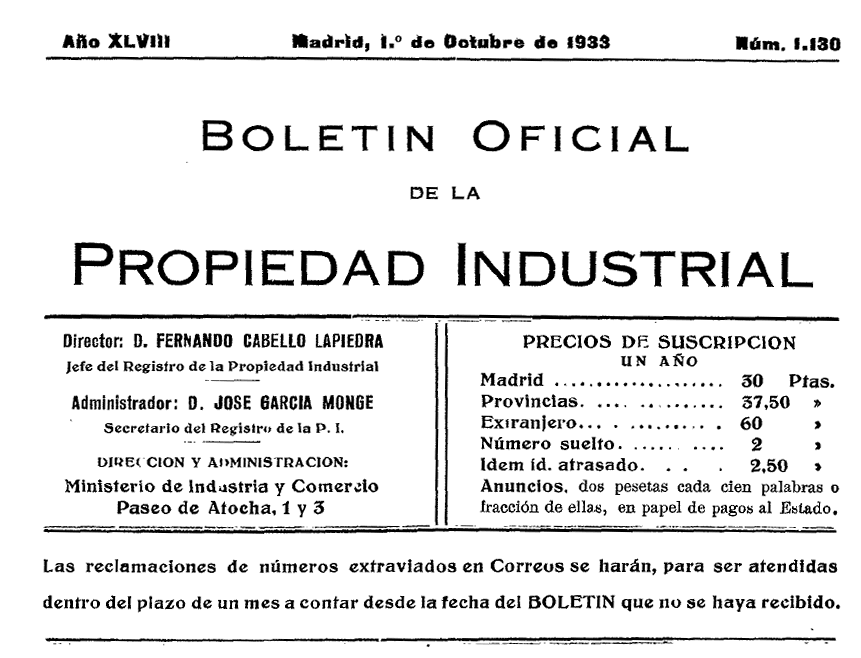 Año XLVIII Madrid, 1.º de Octubre de 1933 Núm. 1.130
BOLETIN OFICIAL
DE LA
PROPIEDAD INDUSTRIAL
Director: D. FERNANDO CABELLO LAPIEDRA
Jefe del Registro de la Propiedad Industrial
Administrador: D. JOSE GARCIA MONGE
Secretario del Registro de la P. I.
DIRECCION Y ADMINISTRACION:
Ministerio de Industria y Comercio
Paseo de Atocha, 1 y 3
PRECIOS DE SUSCRIPCION
UN AÑO
Madrid .................... 30 Ptas.
Provincias. .... .. .......... 37,50 »
Extranjero... . .......... . 60 »
Número suelto. ...... .... 2 »
Idem íd. atrasado. . . . 2,50 »
Anuncios, dos pesetas cada cien palabras o
fracción de ellas, en papel de pagos al Estado.
Las reclamaciones de números extraviados en Correos se harán, para ser atendidas
dentro del plazo de un mes a contar desde la fecha del BOLETIN que no se haya recibido.